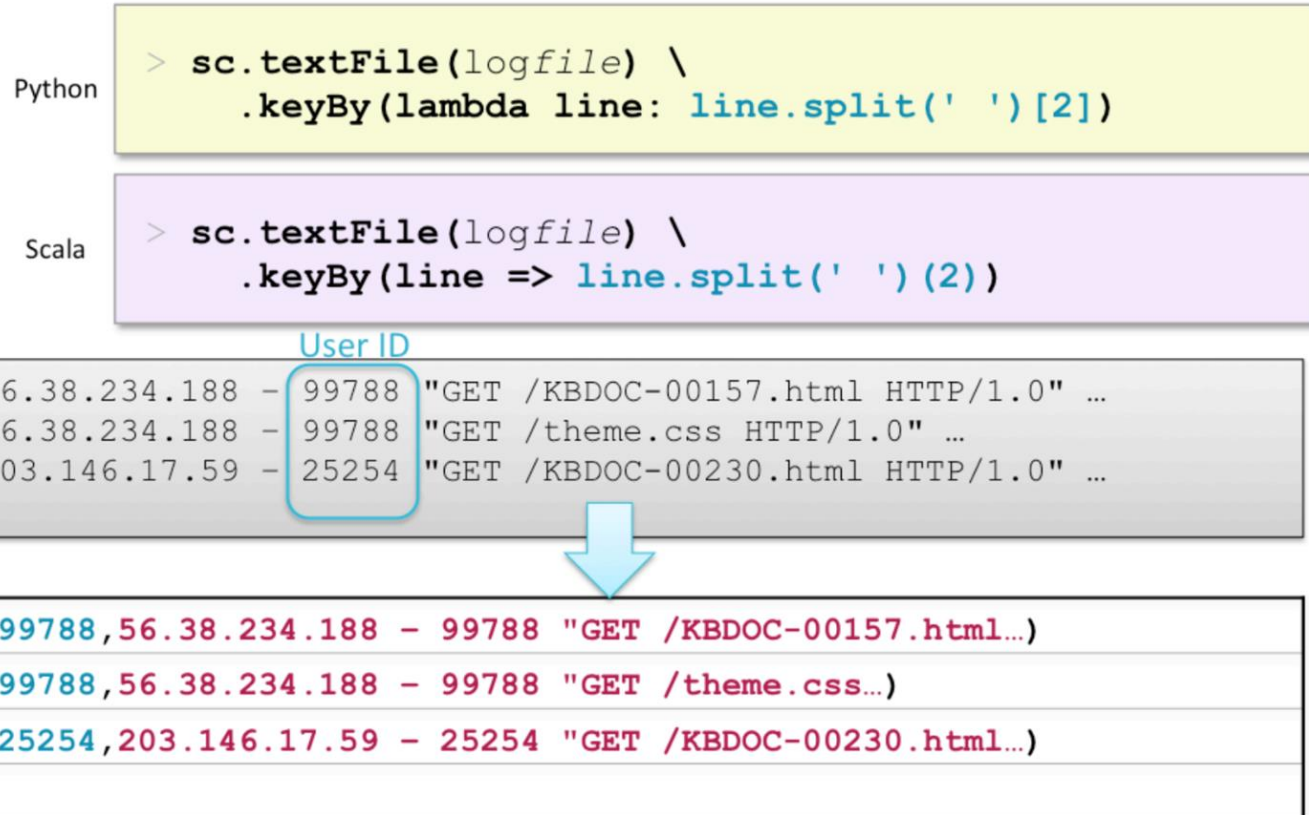 Python
> sc.textFile(logfile) \
.keyBy(lambda line: line.split(' ')[2])
Scala
> sc.textFile(logfile) \
.keyBy(line => line.split(' ')(2))
User ID
6.38.234.188 – 99788 "GET /KBDOC-00157.html HTTP/1.0" …
6.38.234.188 – 99788 "GET /theme.css HTTP/1.0" …
03.146.17.59 – 25254 "GET /KBDOC-00230.html HTTP/1.0" …
99788,56.38.234.188 – 99788 "GET /KBDOC-00157.html…)
99788,56.38.234.188 – 99788 "GET /theme.css…)
25254,203.146.17.59 – 25254 "GET /KBDOC-00230.html…)